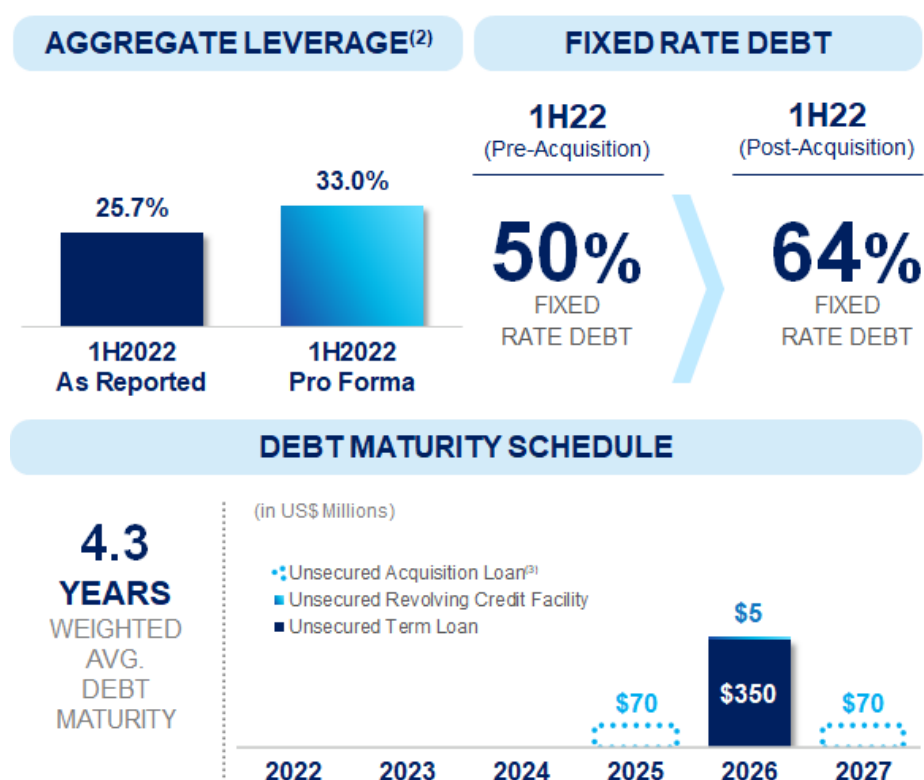 AGGREGATE LEVERAGE(2)
25.7%
33.0%
1H2022
As Reported
1H2022
Pro Forma
FIXED RATE DEBT
1H22
(Pre-Acquisition)
50%
FIXED
RATE DEBT
1H22
(Post-Acquisition)
64%
FIXED
RATE DEBT
DEBT MATURITY SCHEDULE
4.3
YEARS
WEIGHTED
AVG.
DEBT
MATURITY
(in US$ Millions)
Unsecured Acquisition Loan(3)
Unsecured Revolving Credit Facility
Unsecured Term Loan
$70
$5
$350
$70
2022 2023 2024 2025 2026 2027